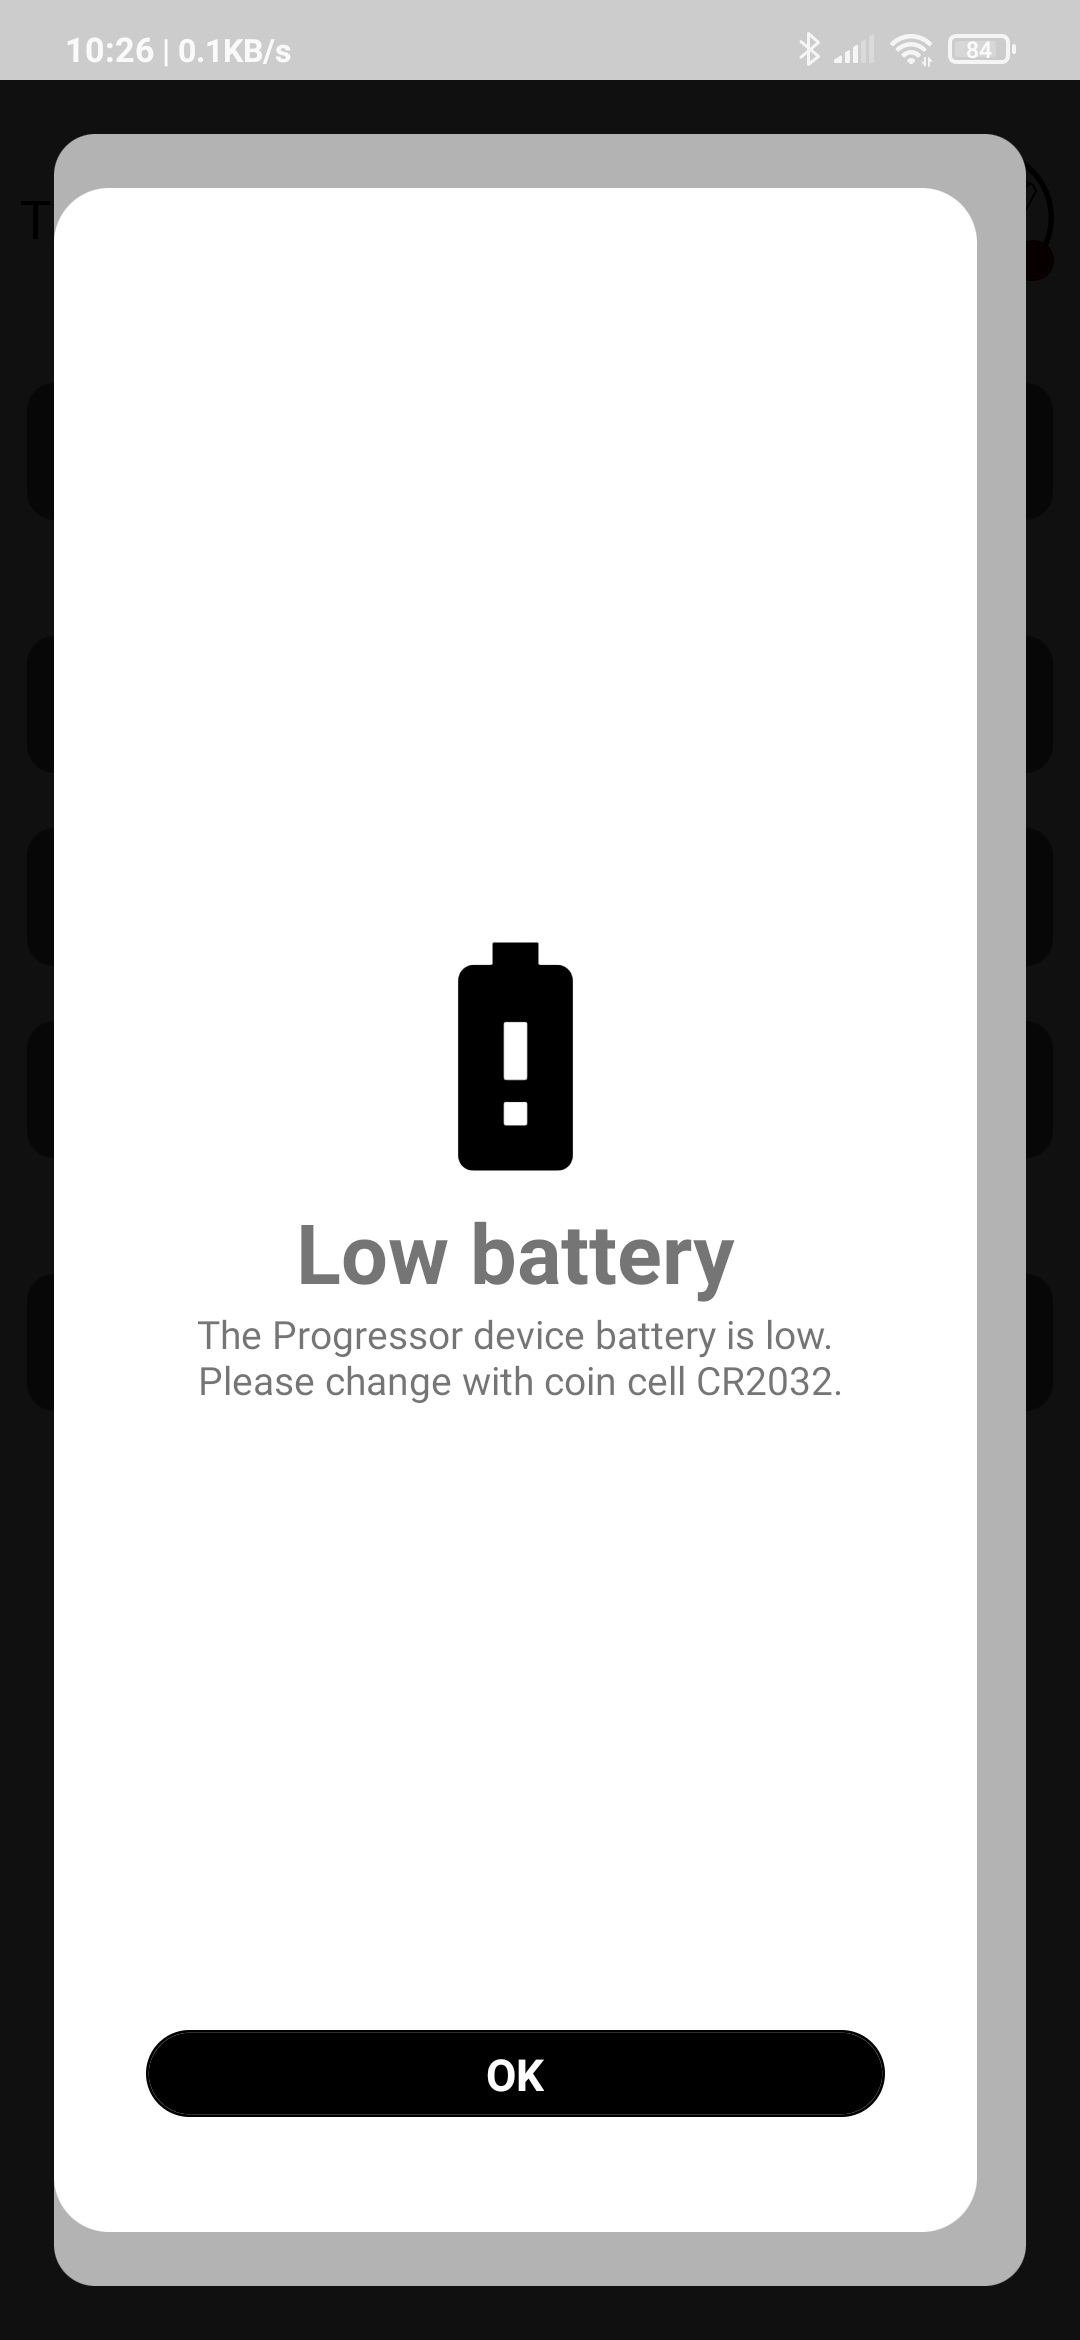 10:26 | 0.1KB/s
84
T
Low battery
The Progressor device battery is low.
Please change with coin cell CR2032.
OK